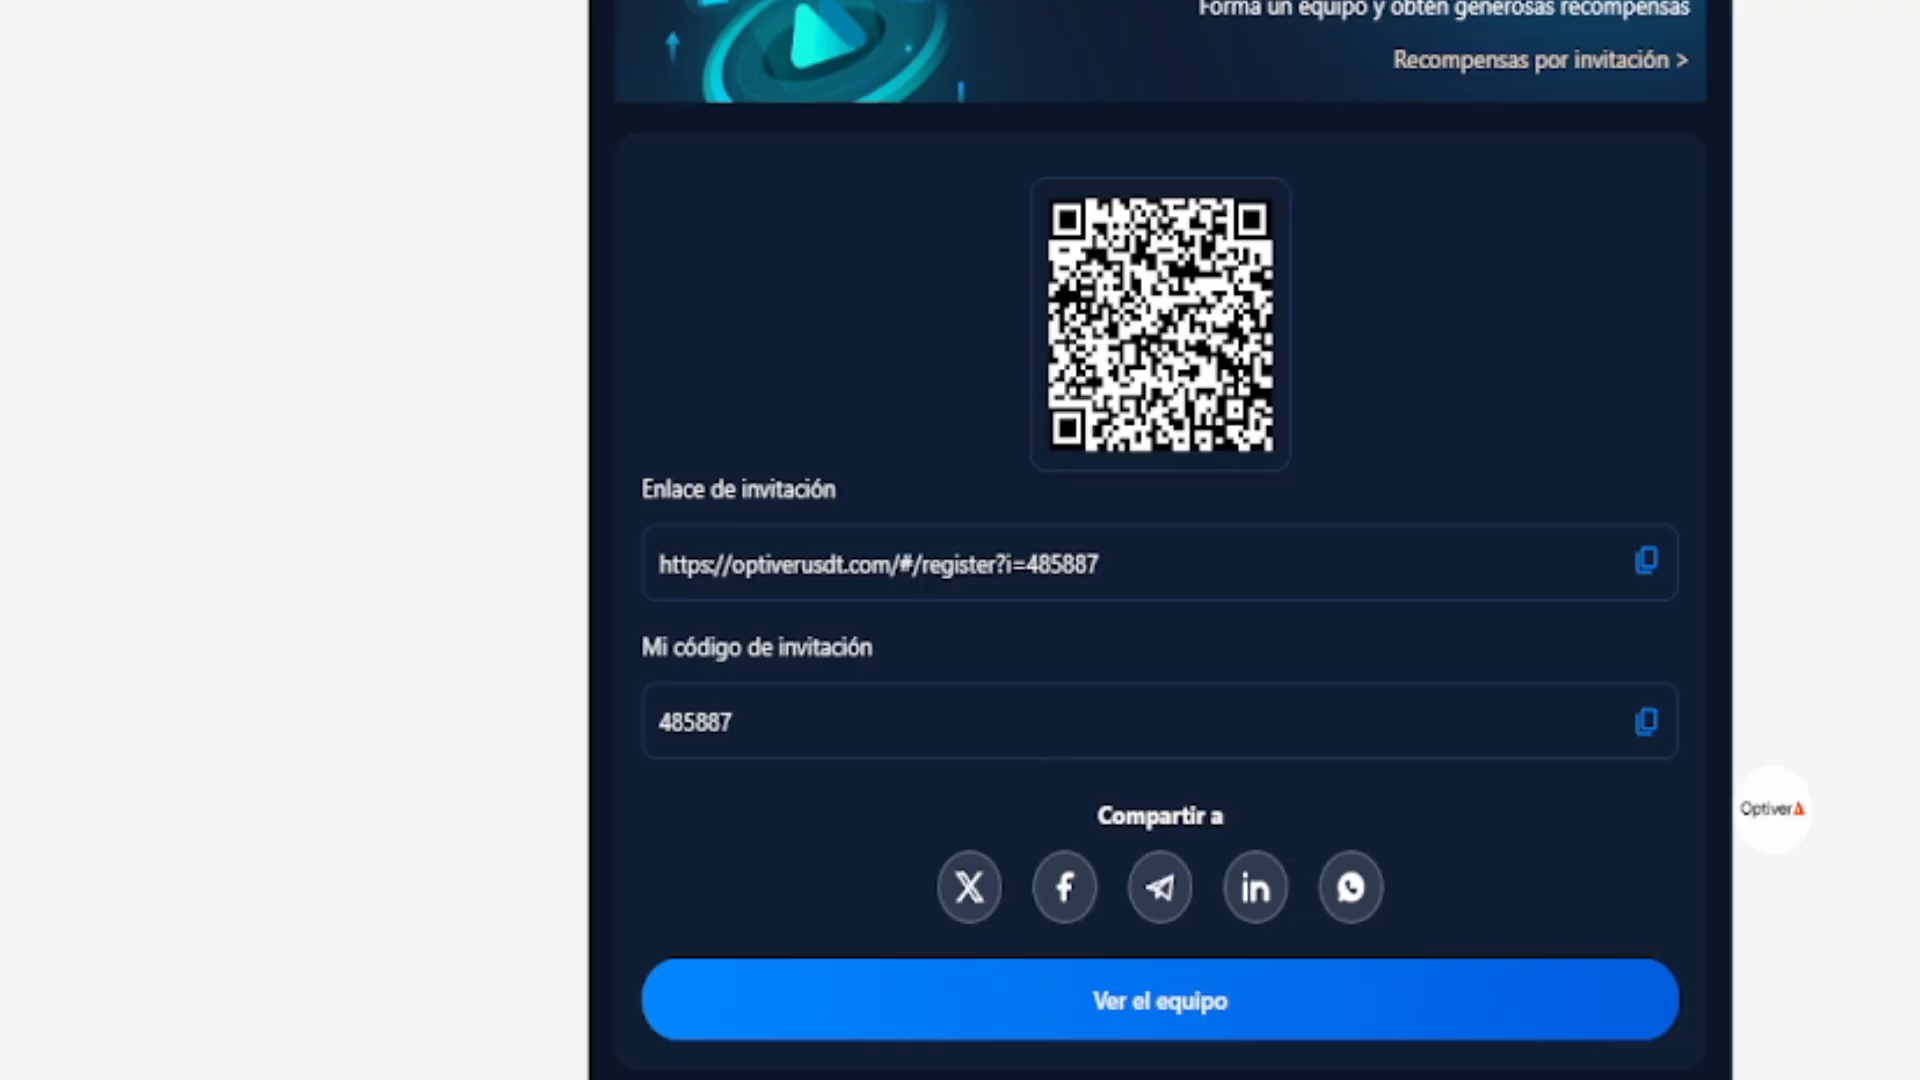 Forma un equipo y obtén generosas recompensas
Recompensas por invitación >
Enlace de invitación
https://optiverusdt.com/#/register?i=485887
Mi código de invitación
485887
Compartir a
Ver el equipo
Optiver